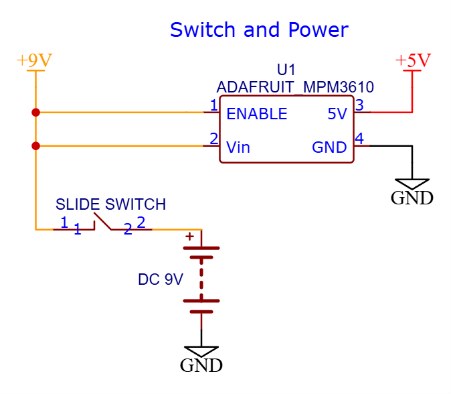 Switch and Power
+9V
+5V
U1
ADAFRUIT_MPM3610
1 ENABLE 5V 3
2 Vin GND 4
GND
SLIDE SWITCH
1 1 2 2
+
DC 9V
GND